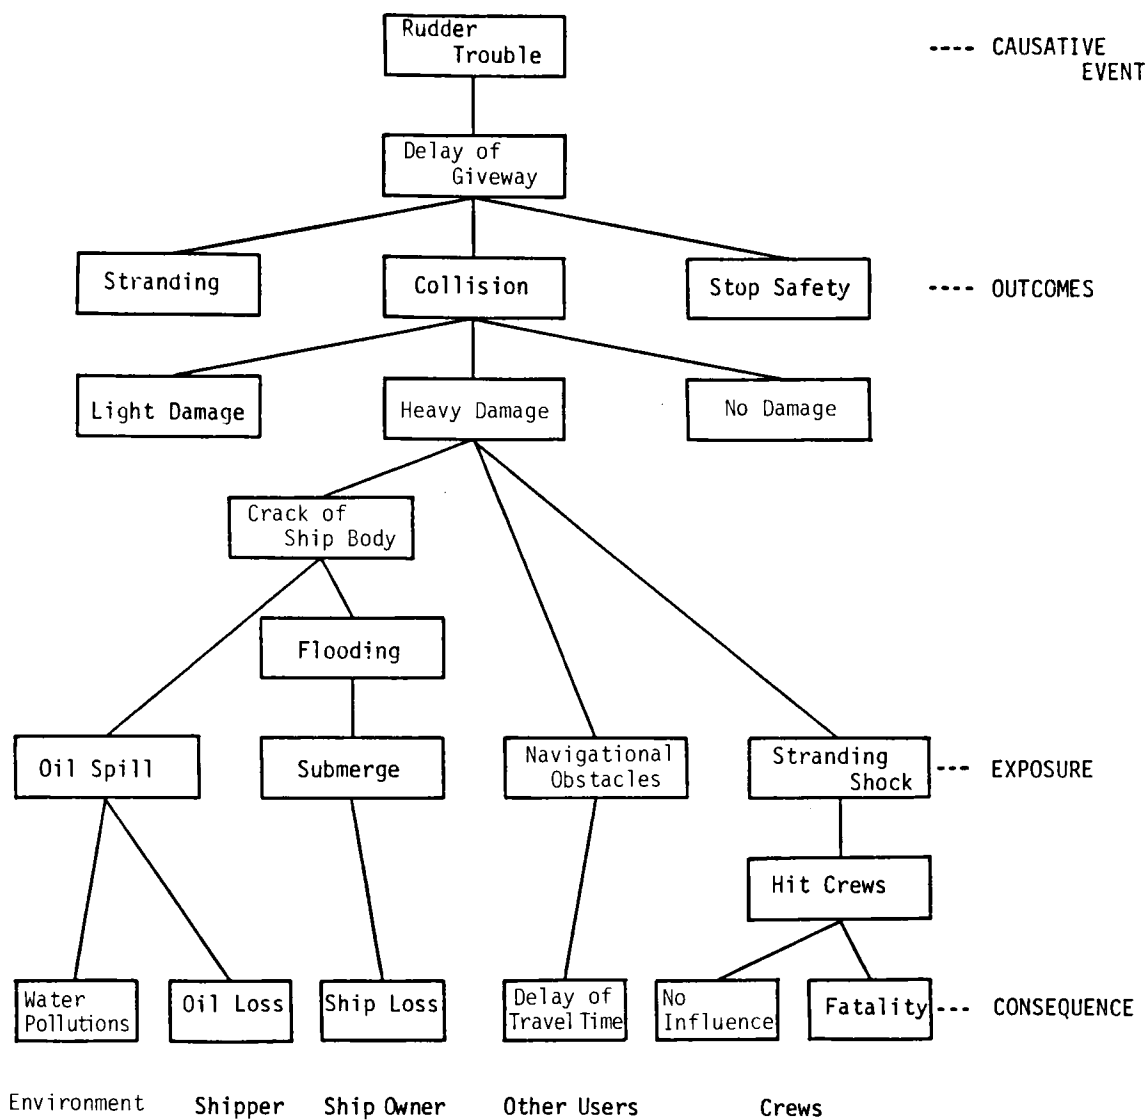 Rudder
Trouble
---- CAUSATIVE
EVENT
Delay of
Giveway
Stranding
Collision
Stop Safety
---- OUTCOMES
Light Damage
Heavy Damage
No Damage
Crack of
Ship Body
Flooding
Oil Spill
Submerge
Navigational
Obstacles
Stranding
Shock
--- EXPOSURE
Hit Crews
Water
Pollutions
Oil Loss
Ship Loss
Delay of
Travel Time
No
Influence
Fatality
--- CONSEQUENCE
Environment
Shipper
Ship Owner
Other Users
Crews